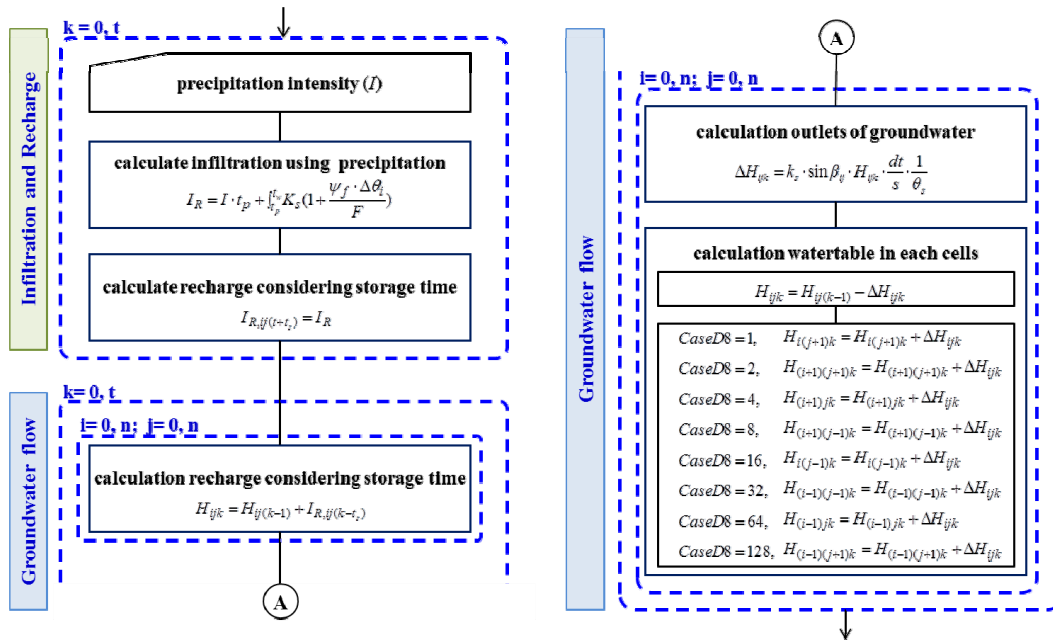 k = 0, t
Infiltration and Recharge
precipitation intensity (I)
calculate infiltration using precipitation
I_R = I · t_p + ∫_{t_p}^{t_w} K_s(1 + ψ_f · Δθ_i / F)
calculate recharge considering storage time
I_{R,ij(t+t_s)} = I_R
k= 0, t
Groundwater flow
i= 0, n; j= 0, n
calculation recharge considering storage time
H_{ijk} = H_{ij(k-1)} + I_{R,ij(k-t_s)}
A
A
Groundwater flow
i= 0, n; j= 0, n
calculation outlets of groundwater
ΔH_{ijk} = k_s · sin β_{ij} · H_{ijk} · dt/s · 1/θ_s
calculation watertable in each cells
H_{ijk} = H_{ij(k-1)} − ΔH_{ijk}
CaseD8 = 1, H_{i(j+1)k} = H_{i(j+1)k} + ΔH_{ijk}
CaseD8 = 2, H_{(i+1)(j+1)k} = H_{(i+1)(j+1)k} + ΔH_{ijk}
CaseD8 = 4, H_{(i+1)jk} = H_{(i+1)jk} + ΔH_{ijk}
CaseD8 = 8, H_{(i+1)(j-1)k} = H_{(i+1)(j-1)k} + ΔH_{ijk}
CaseD8 = 16, H_{i(j-1)k} = H_{i(j-1)k} + ΔH_{ijk}
CaseD8 = 32, H_{(i-1)(j-1)k} = H_{(i-1)(j-1)k} + ΔH_{ijk}
CaseD8 = 64, H_{(i-1)jk} = H_{(i-1)jk} + ΔH_{ijk}
CaseD8 = 128, H_{(i-1)(j+1)k} = H_{(i-1)(j+1)k} + ΔH_{ijk}